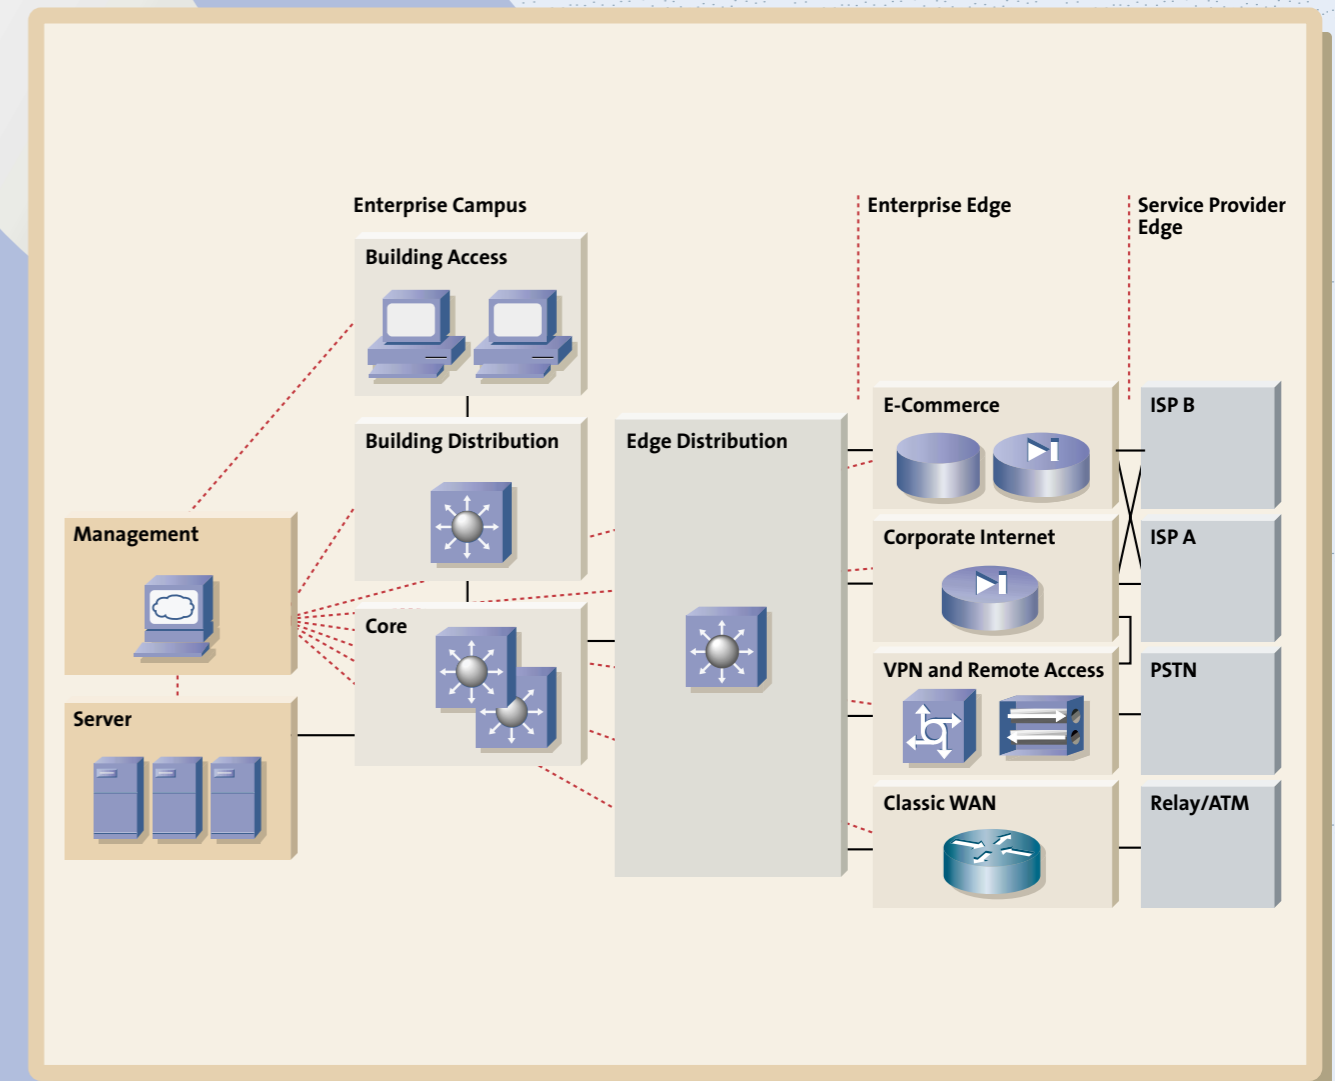 Enterprise Campus
Enterprise Edge
Service Provider
Edge
Building Access
Building Distribution
Edge Distribution
E-Commerce
ISP B
Management
Corporate Internet
ISP A
Core
VPN and Remote Access
PSTN
Server
Classic WAN
Relay/ATM